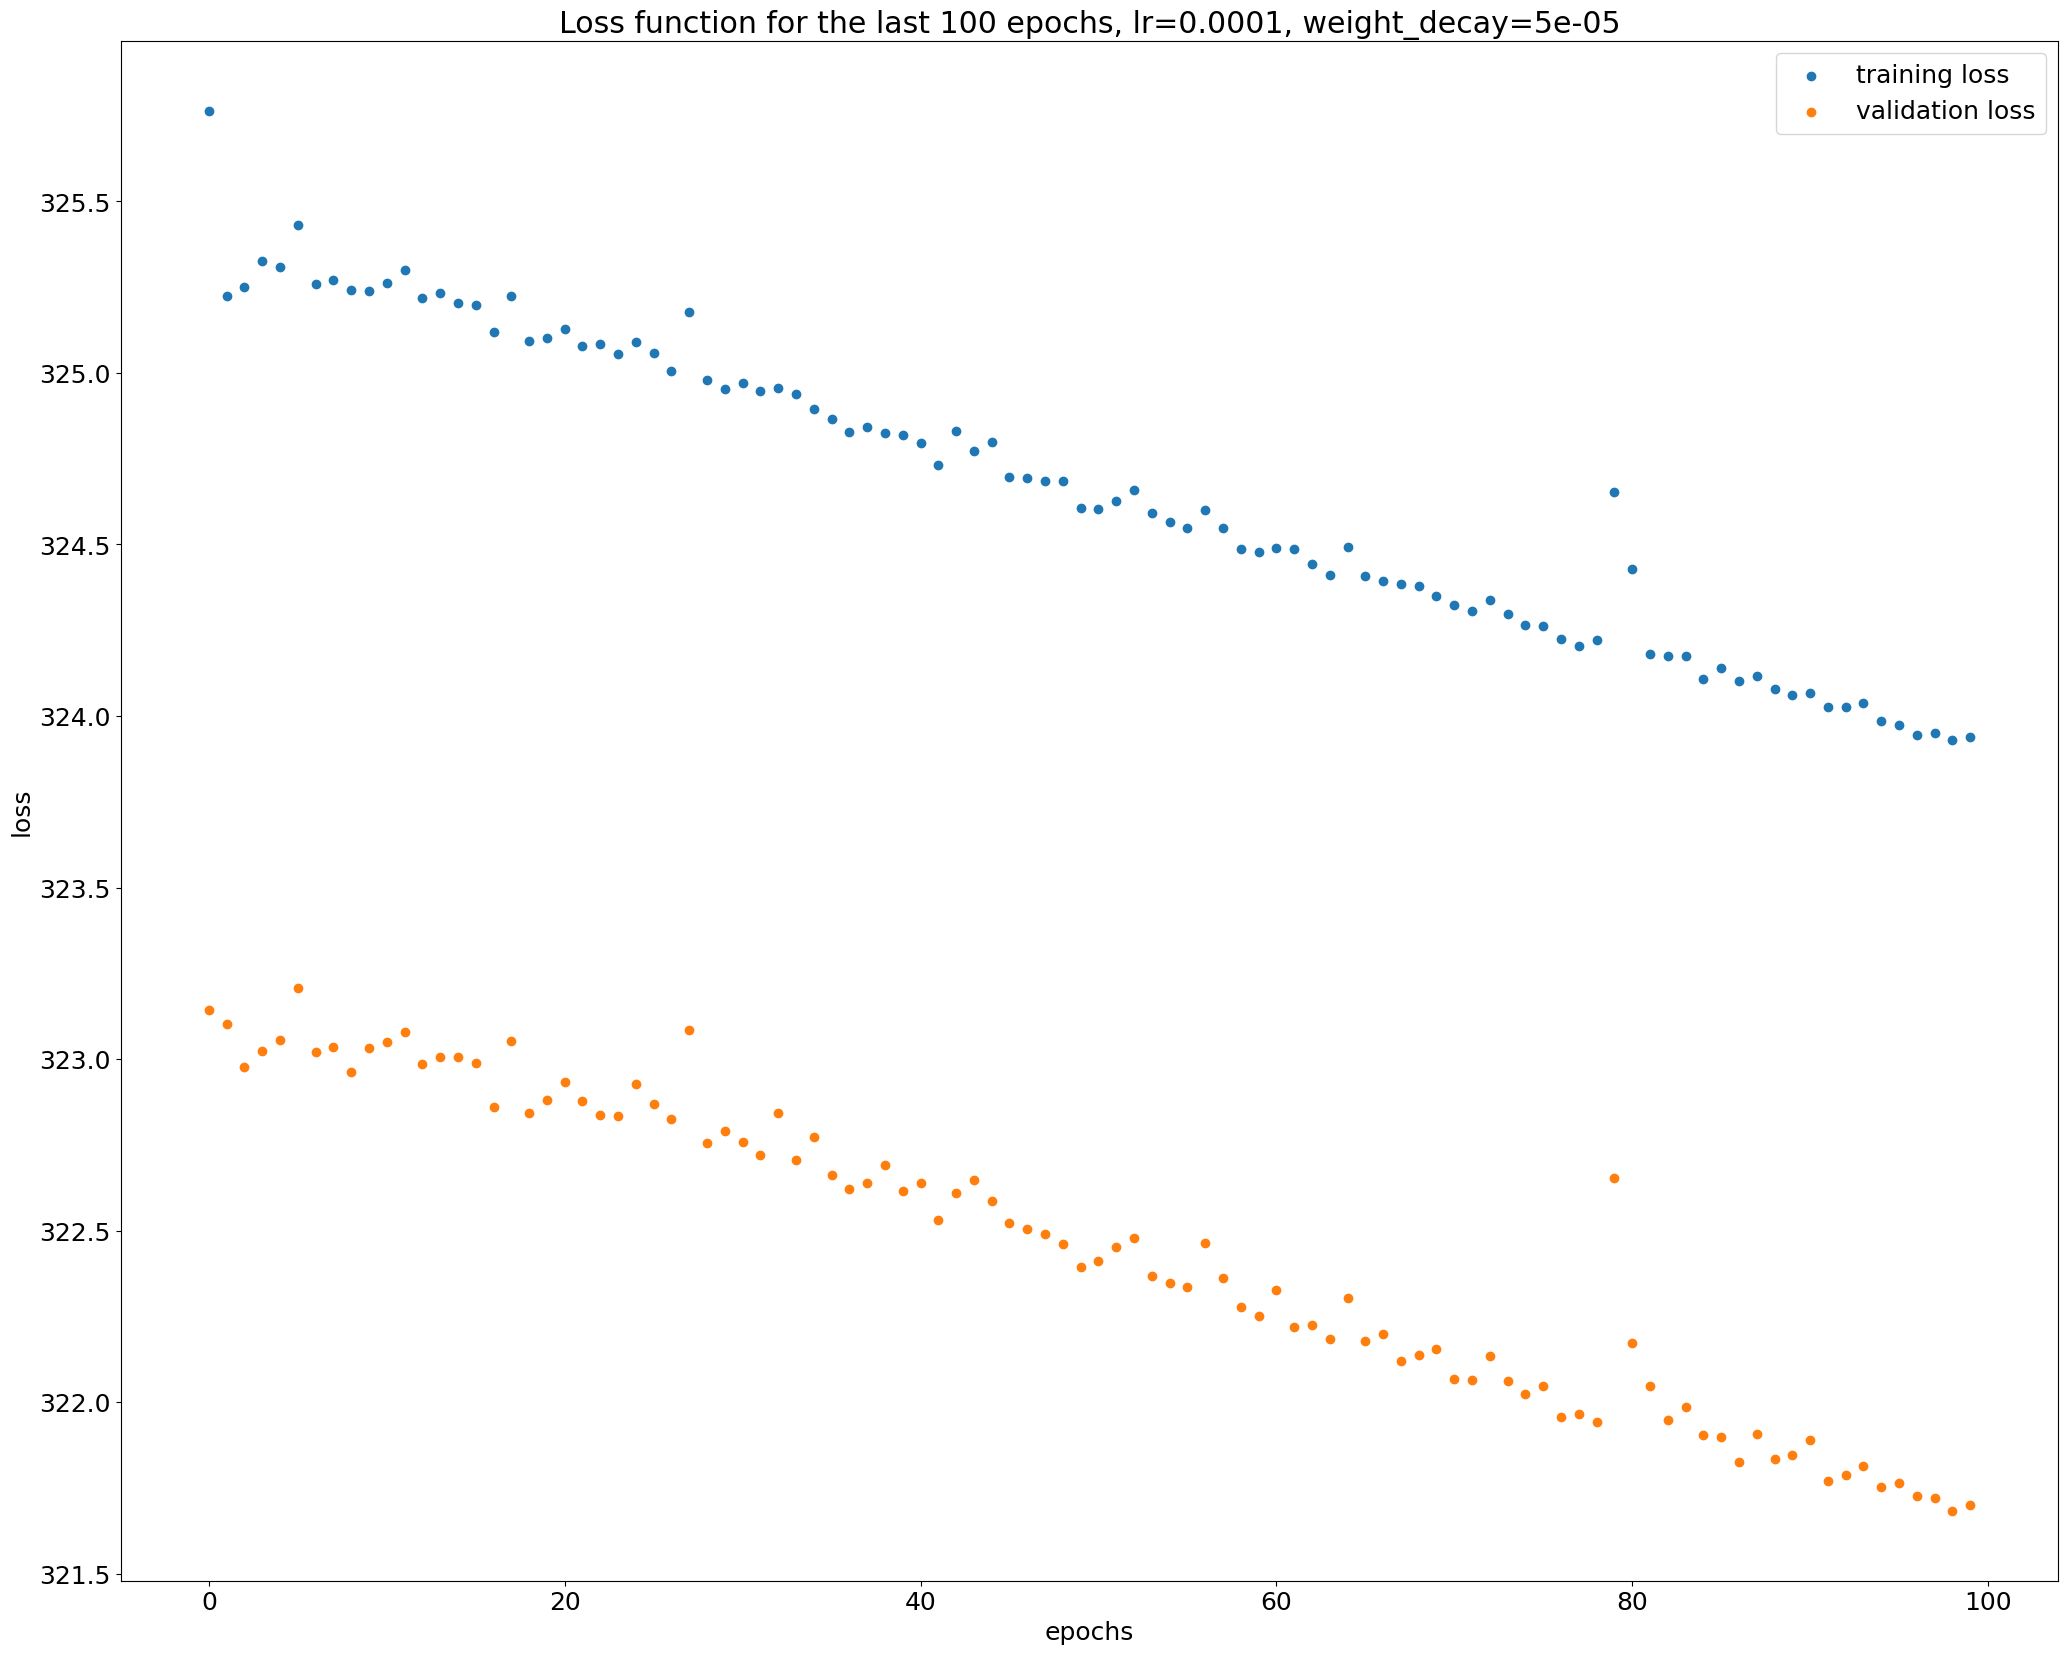 Loss function for the last 100 epochs, lr=0.0001, weight_decay=5e-05
training loss
validation loss
325.5
325.0
324.5
324.0
323.5
323.0
322.5
322.0
321.5
loss
0 20 40 60 80 100
epochs